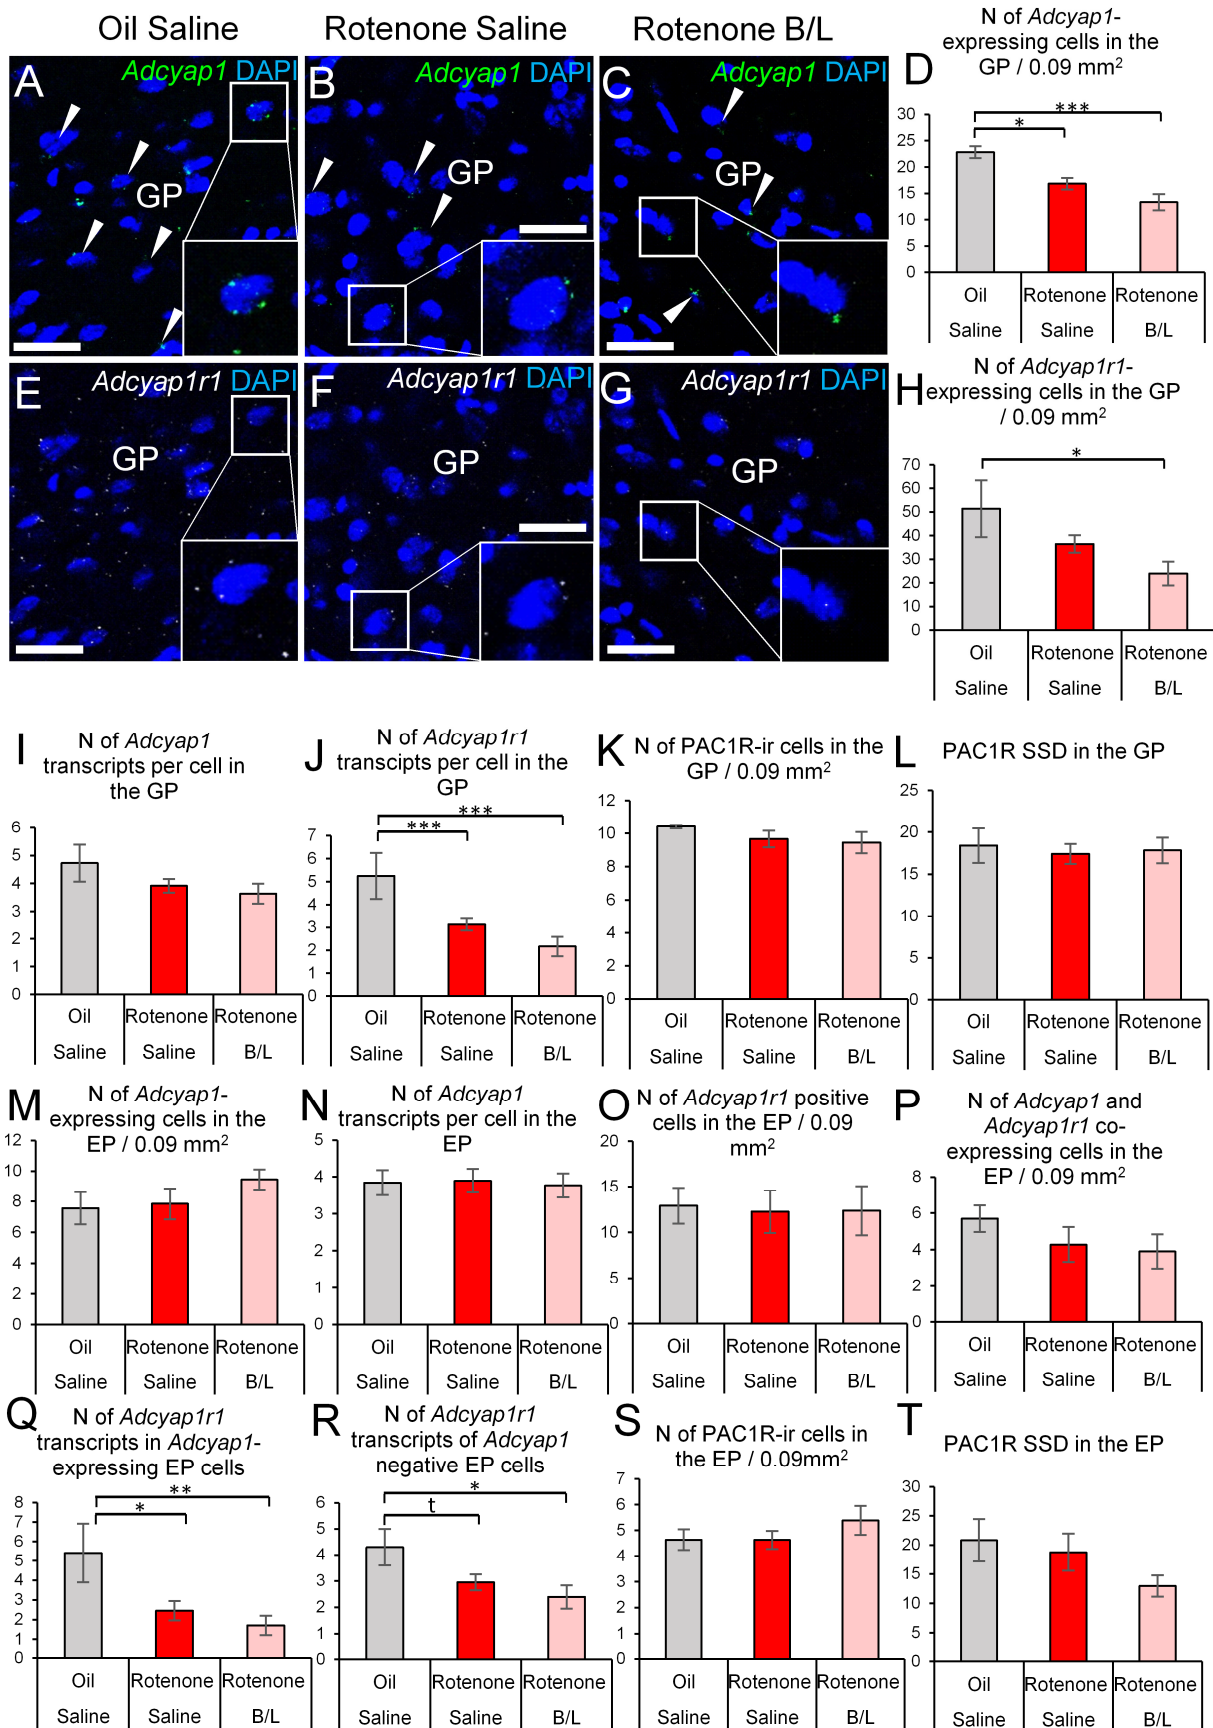 Oil Saline
Rotenone Saline
Rotenone B/L
A
Adcyap1 DAPI
GP
B
Adcyap1 DAPI
GP
C
Adcyap1 DAPI
GP
D
N of Adcyap1-
expressing cells in the
GP / 0.09 mm²
***
*
30
25
20
15
10
5
0
Oil
Rotenone
Rotenone
Saline
Saline
B/L
E
Adcyap1r1 DAPI
GP
F
Adcyap1r1 DAPI
GP
G
Adcyap1r1 DAPI
GP
H
N of Adcyap1r1-
expressing cells in the GP
/ 0.09 mm²
*
70
60
50
40
30
20
10
0
Oil
Rotenone
Rotenone
Saline
Saline
B/L
I
N of Adcyap1
transcripts per cell in
the GP
6
5
4
3
2
1
0
Oil
Rotenone
Rotenone
Saline
Saline
B/L
J
N of Adcyap1r1
transcipts per cell in the
GP
***
***
7
6
5
4
3
2
1
0
Oil
Rotenone
Rotenone
Saline
Saline
B/L
K
N of PAC1R-ir cells in the
GP / 0.09 mm²
12
10
8
6
4
2
0
Oil
Rotenone
Rotenone
Saline
Saline
B/L
L
PAC1R SSD in the GP
25
20
15
10
5
0
Oil
Rotenone
Rotenone
Saline
Saline
B/L
M
N of Adcyap1-
expressing cells in the
EP / 0.09 mm²
12
10
8
6
4
2
0
Oil
Rotenone
Rotenone
Saline
Saline
B/L
N
N of Adcyap1
transcripts per cell in the
EP
5
4
3
2
1
0
Oil
Rotenone
Rotenone
Saline
Saline
B/L
O
N of Adcyap1r1 positive
cells in the EP / 0.09
mm²
20
15
10
5
0
Oil
Rotenone
Rotenone
Saline
Saline
B/L
P
N of Adcyap1 and
Adcyap1r1 co-
expressing cells in the
EP / 0.09 mm²
8
6
4
2
0
Oil
Rotenone
Rotenone
Saline
Saline
B/L
Q
N of Adcyap1r1
transcripts in Adcyap1-
expressing EP cells
**
*
8
7
6
5
4
3
2
1
0
Oil
Rotenone
Rotenone
Saline
Saline
B/L
R
N of Adcyap1r1
transcripts of Adcyap1
negative EP cells
*
t
6
5
4
3
2
1
0
Oil
Rotenone
Rotenone
Saline
Saline
B/L
S
N of PAC1R-ir cells in
the EP / 0.09mm²
7
6
5
4
3
2
1
0
Oil
Rotenone
Rotenone
Saline
Saline
B/L
T
PAC1R SSD in the EP
30
25
20
15
10
5
0
Oil
Rotenone
Rotenone
Saline
Saline
B/L